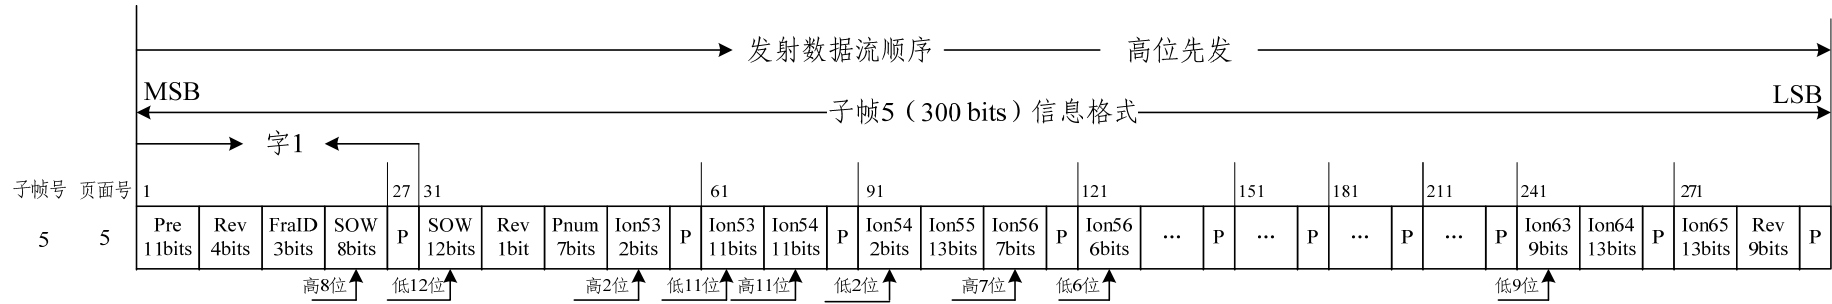 发射数据流顺序 高位先发
MSB LSB
子帧5（300 bits）信息格式
字1
子帧号 页面号 1 27 31 61 91 121 151 181 211 241 271
5 5 Pre 11bits Rev 4bits FraID 3bits SOW 8bits P SOW 12bits Rev 1bit Pnum 7bits Ion53 2bits P Ion53 11bits Ion54 11bits P Ion54 2bits Ion55 13bits Ion56 7bits P Ion56 6bits ... P ... P ... P ... P Ion63 9bits Ion64 13bits P Ion65 13bits Rev 9bits P
高8位 低12位 高2位 低11位 高11位 低2位 高7位 低6位 低9位